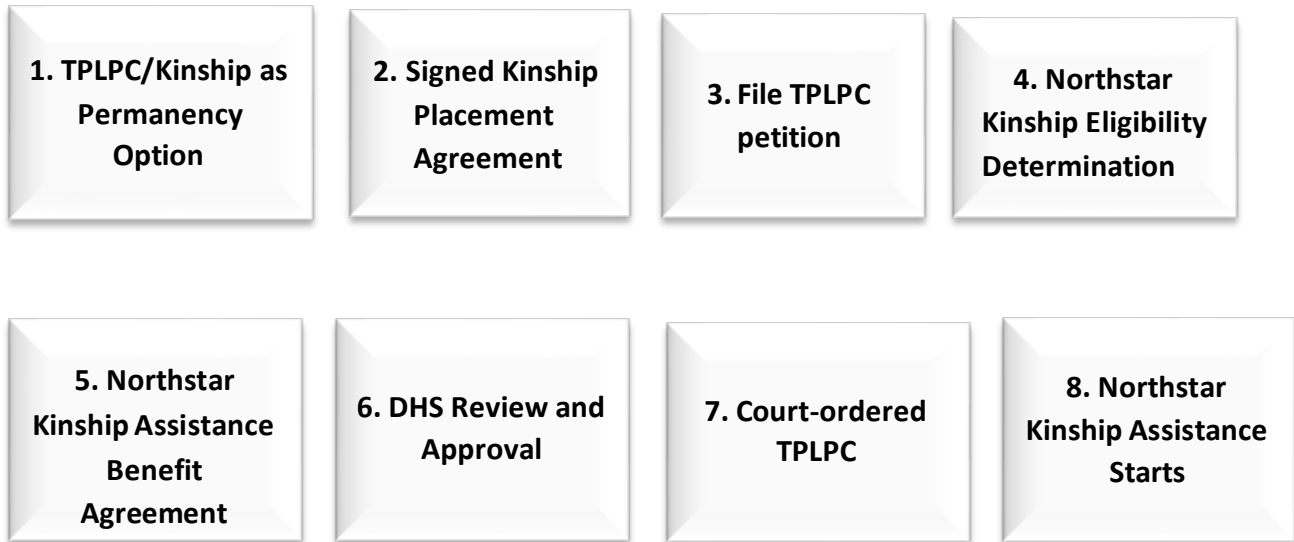 1. TPLPC/Kinship as
Permanency
Option
2. Signed Kinship
Placement
Agreement
3. File TPLPC
petition
4. Northstar
Kinship Eligibility
Determination
5. Northstar
Kinship Assistance
Benefit
Agreement
6. DHS Review and
Approval
7. Court-ordered
TPLPC
8. Northstar
Kinship Assistance
Starts